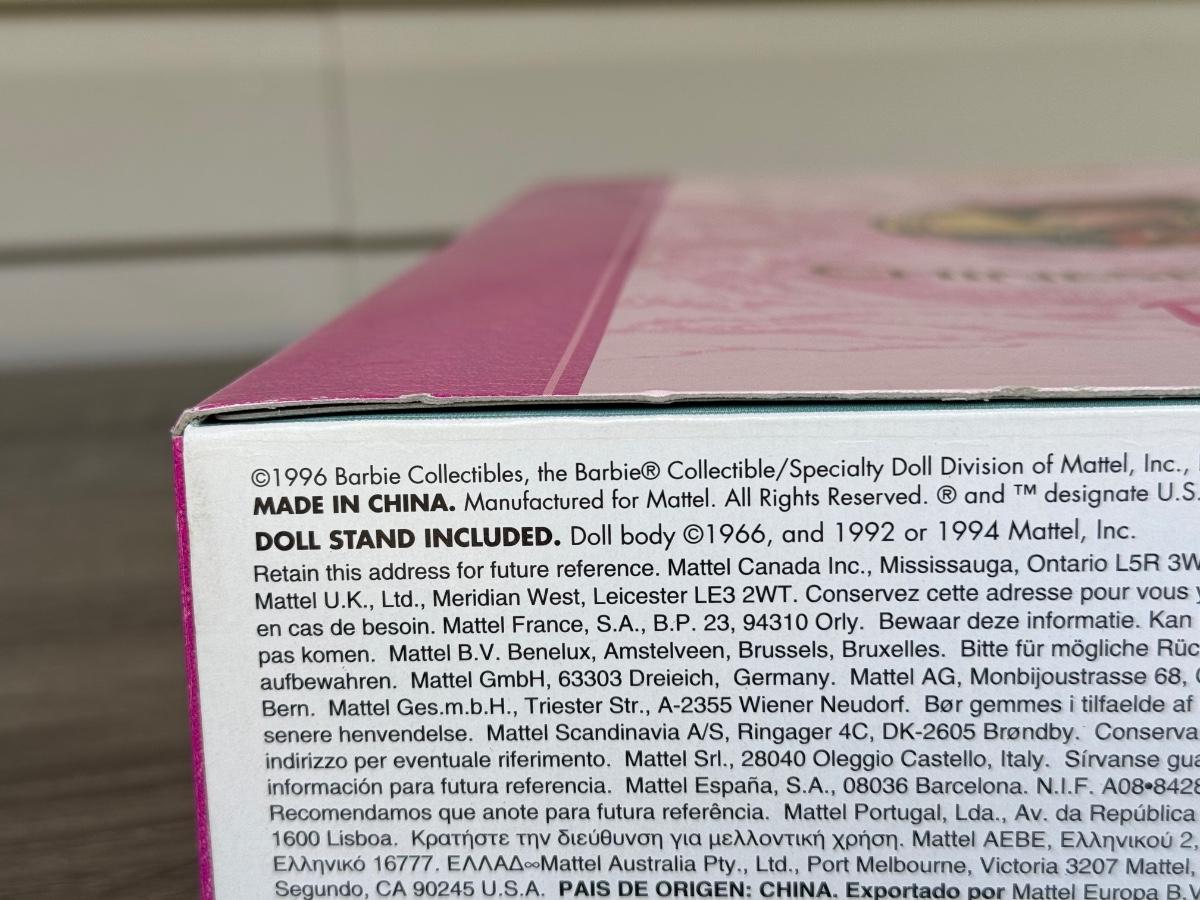 CHINESE
©1996 Barbie Collectibles, the Barbie® Collectible/Specialty Doll Division of Mattel, Inc.,
MADE IN CHINA. Manufactured for Mattel. All Rights Reserved. ® and ™ designate U.S.
DOLL STAND INCLUDED. Doll body ©1966, and 1992 or 1994 Mattel, Inc.
Retain this address for future reference. Mattel Canada Inc., Mississauga, Ontario L5R 3W
Mattel U.K., Ltd., Meridian West, Leicester LE3 2WT. Conservez cette adresse pour vous y
en cas de besoin. Mattel France, S.A., B.P. 23, 94310 Orly. Bewaar deze informatie. Kan
pas komen. Mattel B.V. Benelux, Amstelveen, Brussels, Bruxelles. Bitte für mögliche Rüc
aufbewahren. Mattel GmbH, 63303 Dreieich, Germany. Mattel AG, Monbijoustrasse 68,
Bern. Mattel Ges.m.b.H., Triester Str., A-2355 Wiener Neudorf. Bør gemmes i tilfaelde af
senere henvendelse. Mattel Scandinavia A/S, Ringager 4C, DK-2605 Brøndby. Conserva
indirizzo per eventuale riferimento. Mattel Srl., 28040 Oleggio Castello, Italy. Sírvanse gua
información para futura referencia. Mattel España, S.A., 08036 Barcelona. N.I.F. A08•8428
Recomendamos que anote para futura referência. Mattel Portugal, Lda., Av. da República
1600 Lisboa. Κρατήστε την διεύθυνση για μελλοντική χρήση. Mattel AEBE, Ελληνικού 2,
Ελληνικό 16777. ΕΛΛΑΔ∞Mattel Australia Pty., Ltd., Port Melbourne, Victoria 3207 Mattel,
Segundo, CA 90245 U.S.A. PAIS DE ORIGEN: CHINA. Exportado por Mattel Europa B.V